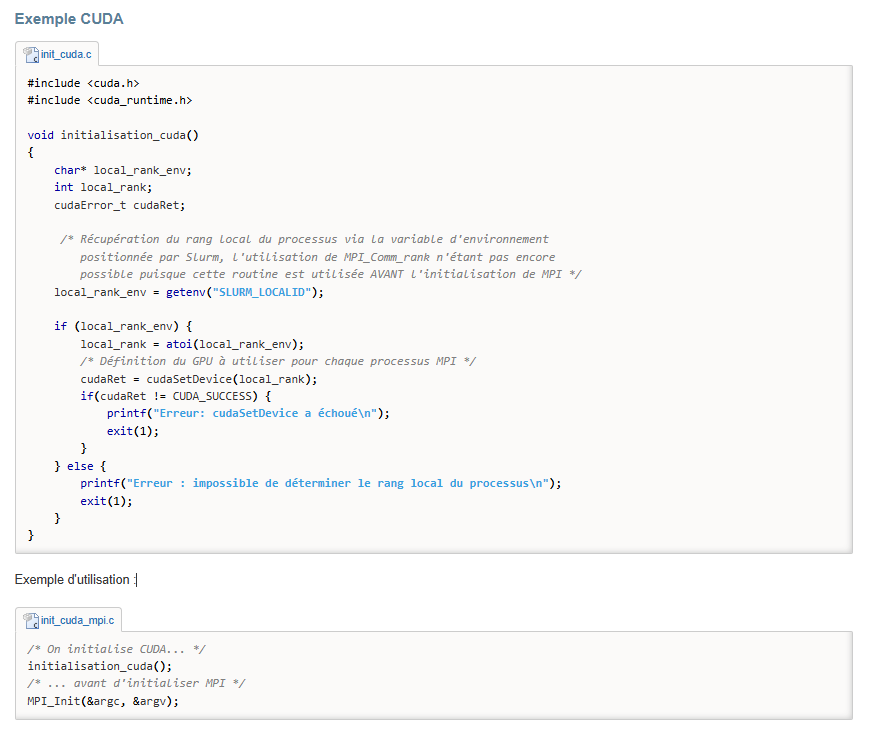 Exemple CUDA
init_cuda.c
#include <cuda.h>
#include <cuda_runtime.h>
void initialisation_cuda()
{
char* local_rank_env;
int local_rank;
cudaError_t cudaRet;
/* Récupération du rang local du processus via la variable d'environnement
positionnée par Slurm, l'utilisation de MPI_Comm_rank n'étant pas encore
possible puisque cette routine est utilisée AVANT l'initialisation de MPI */
local_rank_env = getenv("SLURM_LOCALID");
if (local_rank_env) {
local_rank = atoi(local_rank_env);
/* Définition du GPU à utiliser pour chaque processus MPI */
cudaRet = cudaSetDevice(local_rank);
if(cudaRet != CUDA_SUCCESS) {
printf("Erreur: cudaSetDevice a échoué\n");
exit(1);
}
} else {
printf("Erreur : impossible de déterminer le rang local du processus\n");
exit(1);
}
}
Exemple d'utilisation :
init_cuda_mpi.c
/* On initialise CUDA... */
initialisation_cuda();
/* ... avant d'initialiser MPI */
MPI_Init(&argc, &argv);